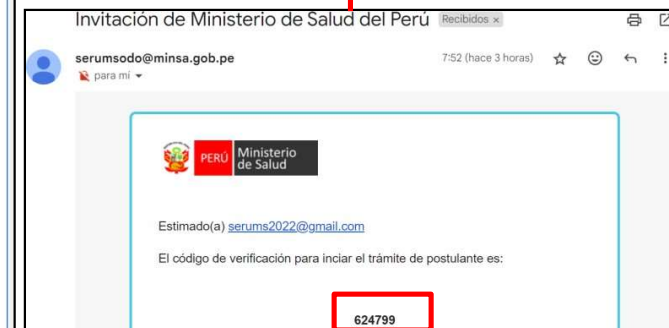 Invitación de Ministerio de Salud del Perú Recibidos x
serumsodo@minsa.gob.pe 7:52 (hace 3 horas)
para mí
PERÚ Ministerio
de Salud
Estimado(a) serums2022@gmail.com
El código de verificación para inciar el trámite de postulante es:
624799